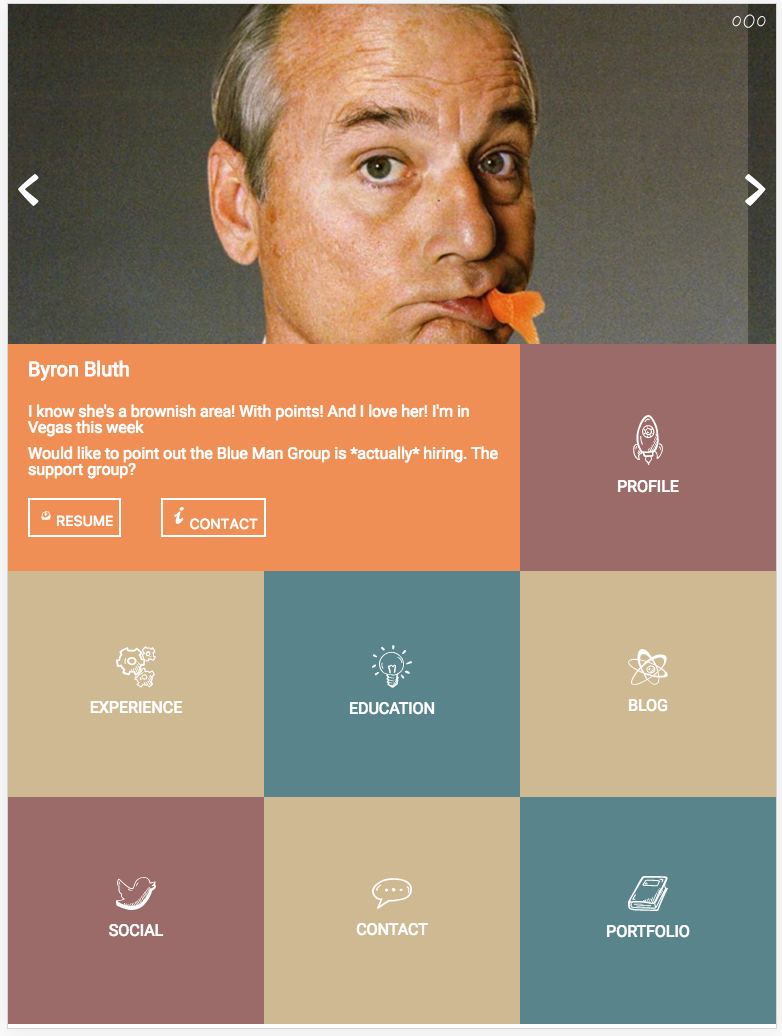 Byron Bluth
I know she's a brownish area! With points! And I love her! I'm in
Vegas this week
Would like to point out the Blue Man Group is *actually* hiring. The
support group?
RESUME
CONTACT
PROFILE
EXPERIENCE
EDUCATION
BLOG
SOCIAL
CONTACT
PORTFOLIO